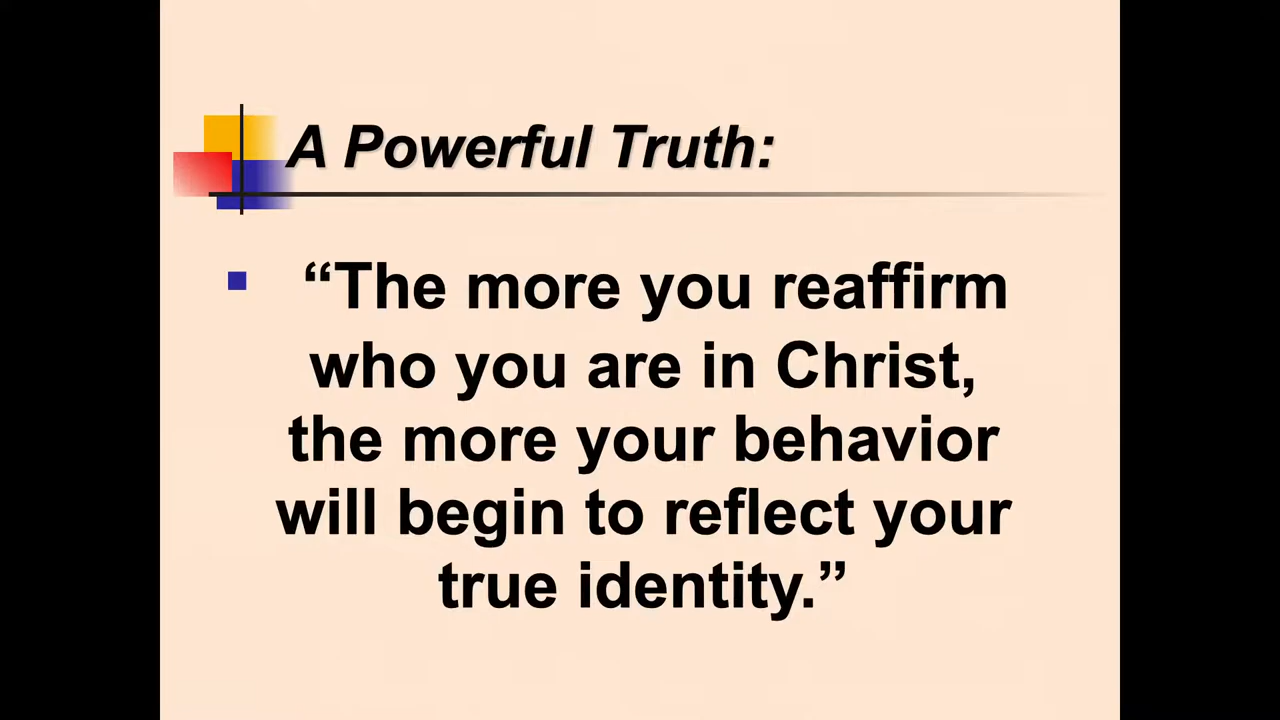 A Powerful Truth:
“The more you reaffirm
who you are in Christ,
the more your behavior
will begin to reflect your
true identity.”